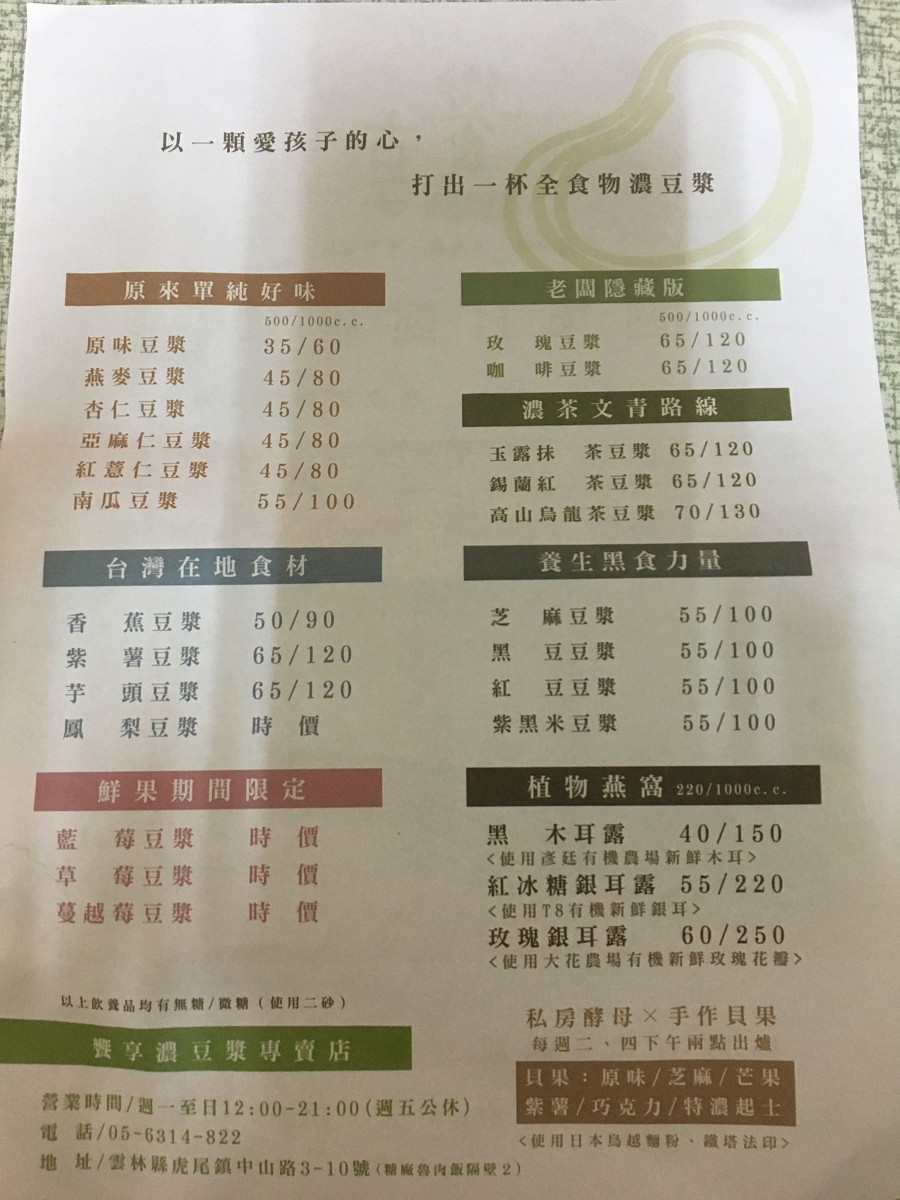 以一顆愛孩子的心，
打出一杯全食物濃豆漿
原來單純好味
500/1000c.c.
原味豆漿 35/60
燕麥豆漿 45/80
杏仁豆漿 45/80
亞麻仁豆漿 45/80
紅薏仁豆漿 45/80
南瓜豆漿 55/100
台灣在地食材
香蕉豆漿 50/90
紫薯豆漿 65/120
芋頭豆漿 65/120
鳳梨豆漿 時價
鮮果期間限定
藍莓豆漿 時價
草莓豆漿 時價
蔓越莓豆漿 時價
以上飲養品均有無糖/微糖（使用二砂）
老闆隱藏版
500/1000c.c.
玫瑰豆漿 65/120
咖啡豆漿 65/120
濃茶文青路線
玉露抹茶豆漿 65/120
錫蘭紅茶豆漿 65/120
高山烏龍茶豆漿 70/130
養生黑食力量
芝麻豆漿 55/100
黑豆豆漿 55/100
紅豆豆漿 55/100
紫黑米豆漿 55/100
植物燕窩 220/1000c.c.
黑木耳露 40/150
<使用彥廷有機農場新鮮木耳>
紅冰糖銀耳露 55/220
<使用T8有機新鮮銀耳>
玫瑰銀耳露 60/250
<使用大花農場有機新鮮玫瑰花瓣>
私房酵母×手作貝果
每週二、四下午兩點出爐
貝果：原味/芝麻/芒果
紫薯/巧克力/特濃起士
<使用日本鳥越麵粉、鐵塔法印>
饗享濃豆漿專賣店
營業時間/週一至日12:00-21:00(週五公休)
電話/05-6314-822
地址/雲林縣虎尾鎮中山路3-10號(糖廠魯肉飯隔壁2)